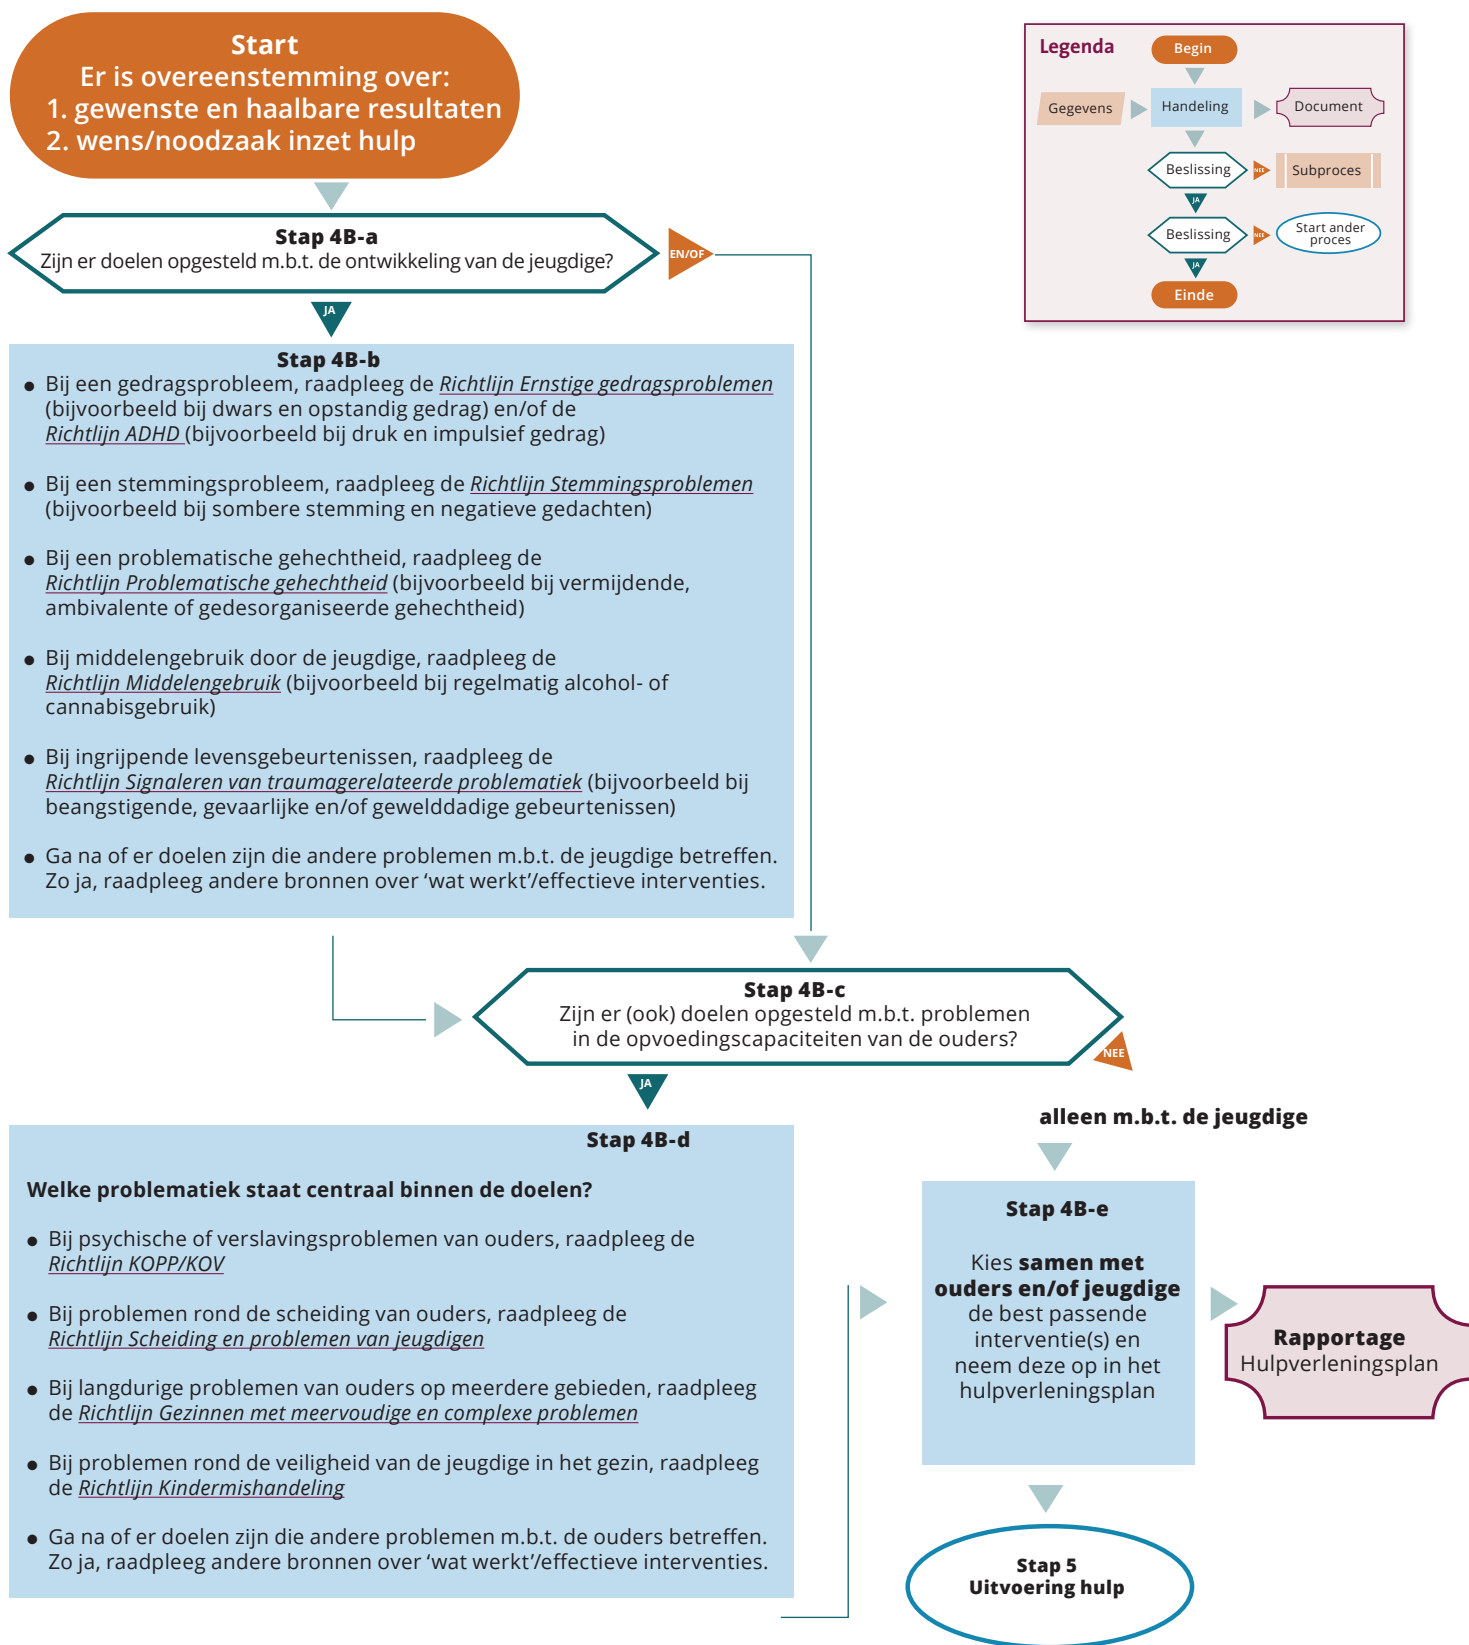 Start
Er is overeenstemming over:
1. gewenste en haalbare resultaten
2. wens/noodzaak inzet hulp
Legenda
Begin
Gegevens
Handeling
Document
Beslissing
NEE
Subproces
JA
Beslissing
NEE
Start ander
proces
JA
Einde
Stap 4B-a
Zijn er doelen opgesteld m.b.t. de ontwikkeling van de jeugdige?
EN/OF
JA
Stap 4B-b
● Bij een gedragsprobleem, raadpleeg de Richtlijn Ernstige gedragsproblemen
(bijvoorbeeld bij dwars en opstandig gedrag) en/of de
Richtlijn ADHD (bijvoorbeeld bij druk en impulsief gedrag)
● Bij een stemmingsprobleem, raadpleeg de Richtlijn Stemmingsproblemen
(bijvoorbeeld bij sombere stemming en negatieve gedachten)
● Bij een problematische gehechtheid, raadpleeg de
Richtlijn Problematische gehechtheid (bijvoorbeeld bij vermijdende,
ambivalente of gedesorganiseerde gehechtheid)
● Bij middelengebruik door de jeugdige, raadpleeg de
Richtlijn Middelengebruik (bijvoorbeeld bij regelmatig alcohol- of
cannabisgebruik)
● Bij ingrijpende levensgebeurtenissen, raadpleeg de
Richtlijn Signaleren van traumagerelateerde problematiek (bijvoorbeeld bij
beangstigende, gevaarlijke en/of gewelddadige gebeurtenissen)
● Ga na of er doelen zijn die andere problemen m.b.t. de jeugdige betreffen.
Zo ja, raadpleeg andere bronnen over ‘wat werkt’/effectieve interventies.
Stap 4B-c
Zijn er (ook) doelen opgesteld m.b.t. problemen
in de opvoedingscapaciteiten van de ouders?
NEE
JA
alleen m.b.t. de jeugdige
Stap 4B-d
Welke problematiek staat centraal binnen de doelen?
● Bij psychische of verslavingsproblemen van ouders, raadpleeg de
Richtlijn KOPP/KOV
● Bij problemen rond de scheiding van ouders, raadpleeg de
Richtlijn Scheiding en problemen van jeugdigen
● Bij langdurige problemen van ouders op meerdere gebieden, raadpleeg
de Richtlijn Gezinnen met meervoudige en complexe problemen
● Bij problemen rond de veiligheid van de jeugdige in het gezin, raadpleeg
de Richtlijn Kindermishandeling
● Ga na of er doelen zijn die andere problemen m.b.t. de ouders betreffen.
Zo ja, raadpleeg andere bronnen over ‘wat werkt’/effectieve interventies.
Stap 4B-e
Kies samen met
ouders en/of jeugdige
de best passende
interventie(s) en
neem deze op in het
hulpverleningsplan
Rapportage
Hulpverleningsplan
Stap 5
Uitvoering hulp